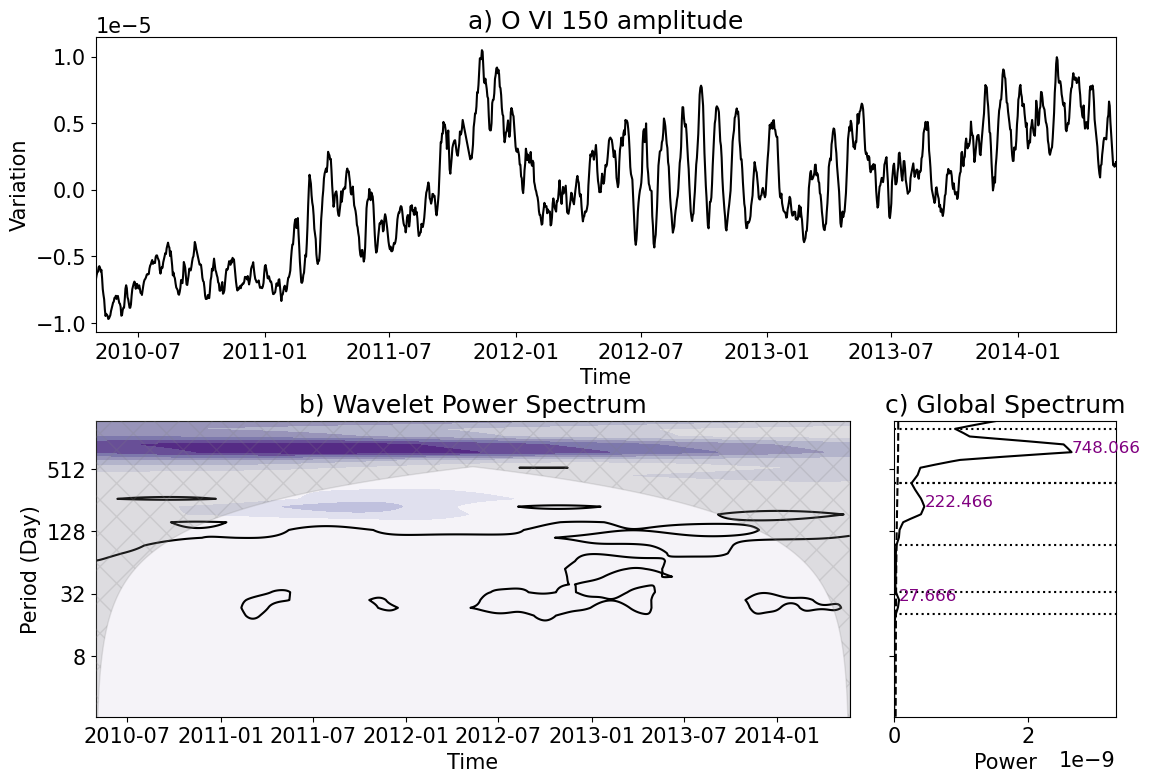 a) O VI 150 amplitude
1e−5
1.0
0.5
0.0
−0.5
−1.0
Variation
2010-07 2011-01 2011-07 2012-01 2012-07 2013-01 2013-07 2014-01
Time
b) Wavelet Power Spectrum
512
128
32
8
Period (Day)
2010-07 2011-01 2011-07 2012-01 2012-07 2013-01 2013-07 2014-01
Time
c) Global Spectrum
748.066
222.466
27.666
0 2
Power 1e−9